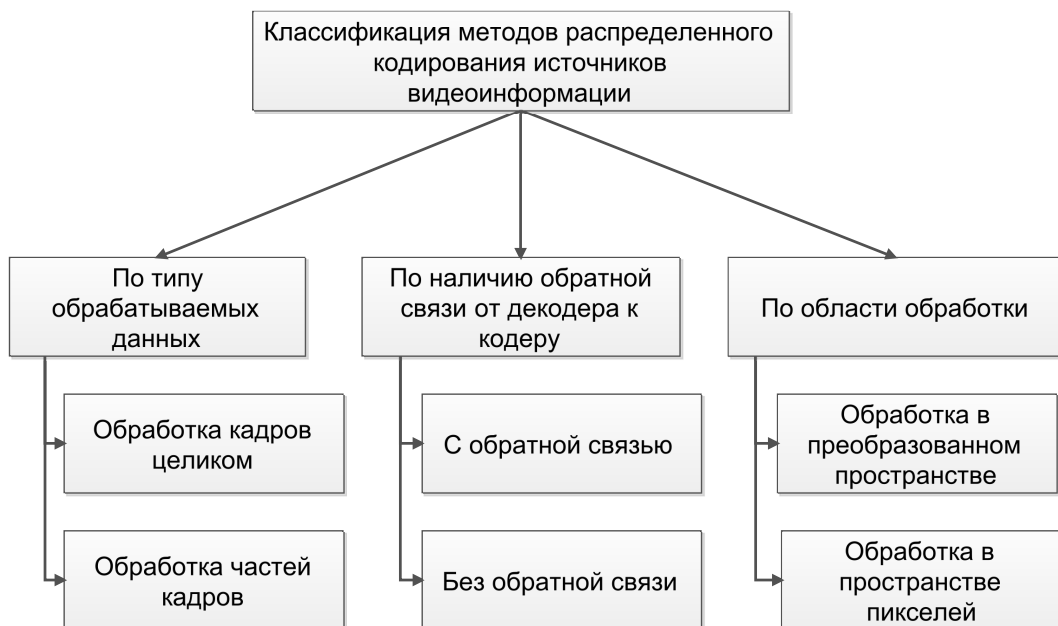 Классификация методов распределенного
кодирования источников
видеоинформации
По типу
обрабатываемых
данных
Обработка кадров
целиком
Обработка частей
кадров
По наличию обратной
связи от декодера к
кодеру
С обратной связью
Без обратной связи
По области обработки
Обработка в
преобразованном
пространстве
Обработка в
пространстве
пикселей